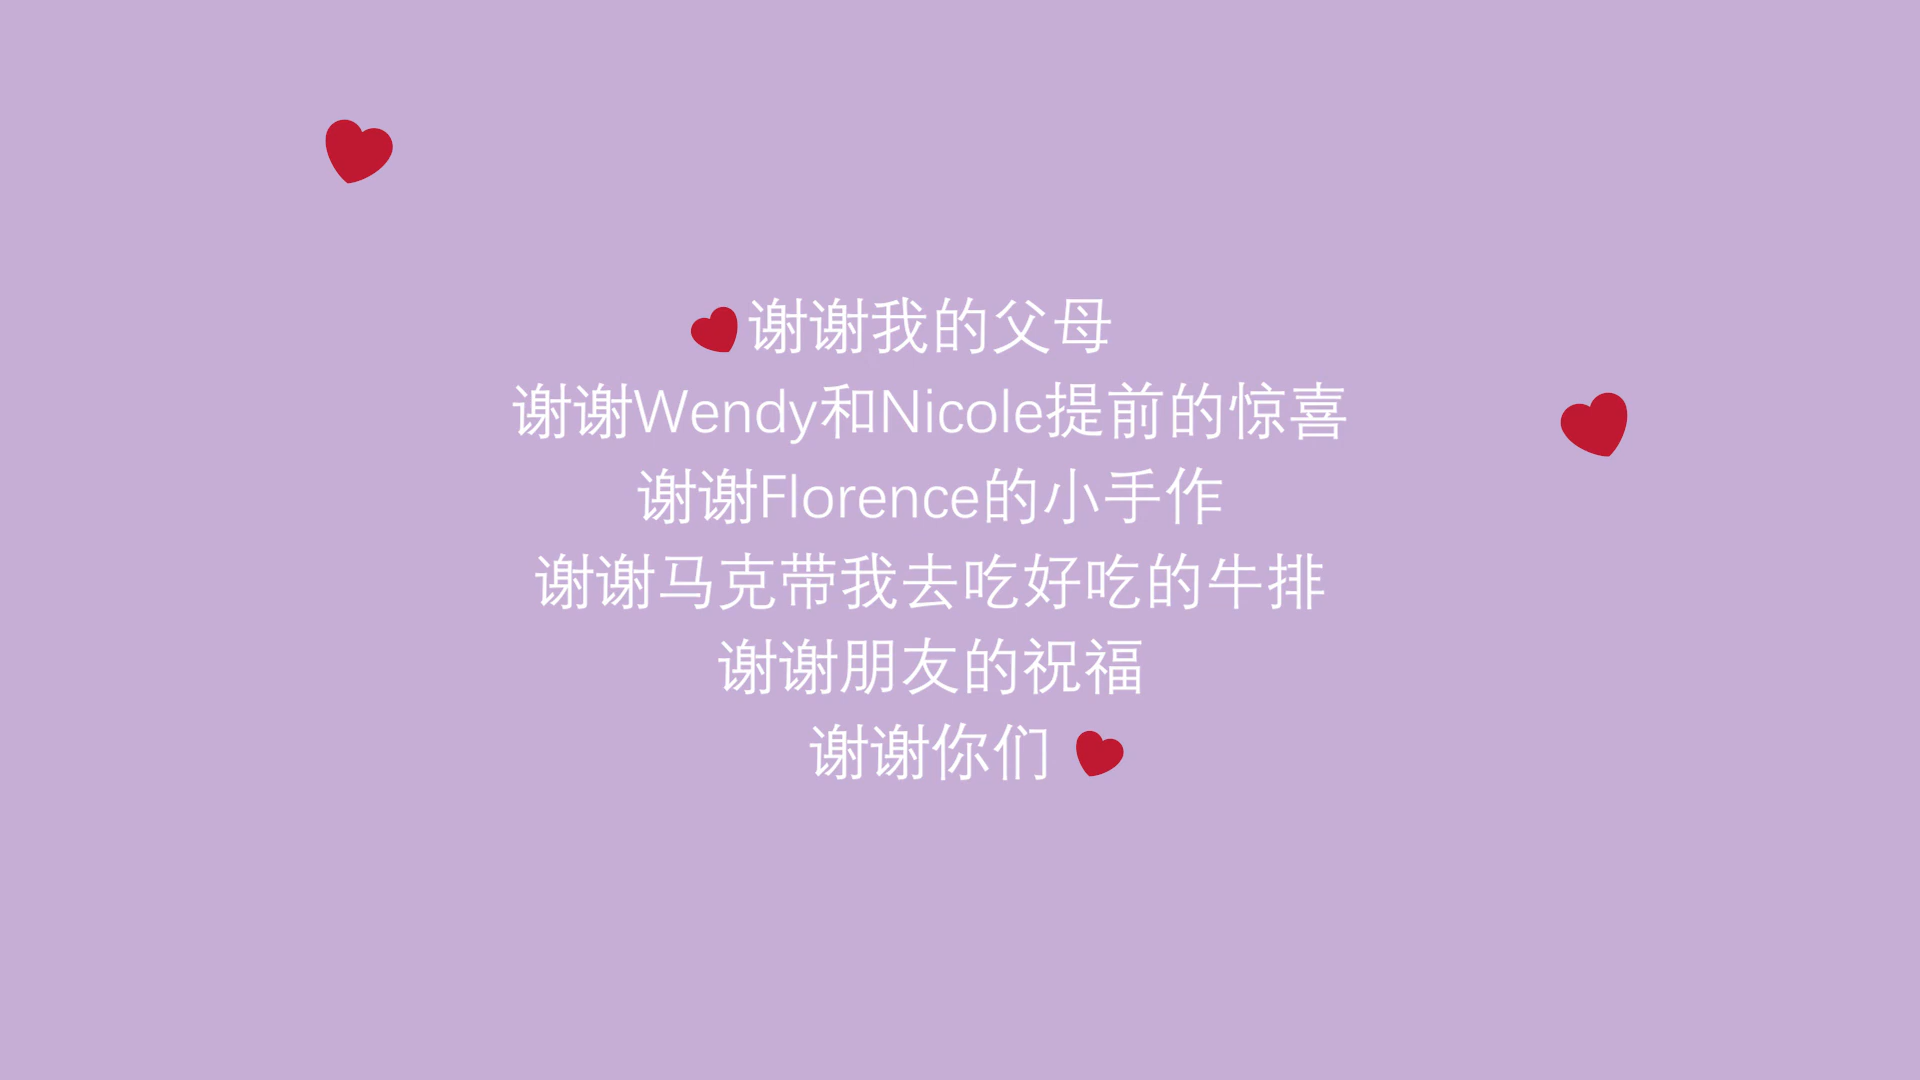 谢谢我的父母
谢谢Wendy和Nicole提前的惊喜
谢谢Florence的小手作
谢谢马克带我去吃好吃的牛排
谢谢朋友的祝福
谢谢你们